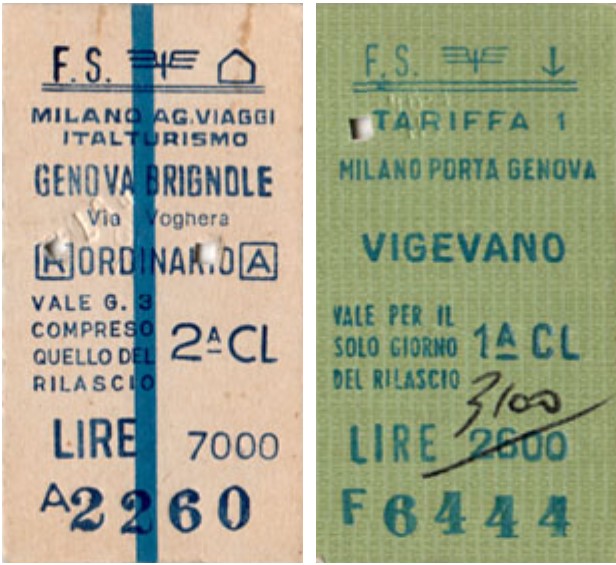 F. S.
MILANO AG.VIAGGI
ITALTURISMO
GENOVA BRIGNOLE
Via Voghera
A ORDINARIO A
VALE G. 3
COMPRESO
QUELLO DEL
RILASCIO
2ᴬ CL
LIRE 7000
A 2260
F. S.
TARIFFA 1
MILANO PORTA GENOVA
VIGEVANO
VALE PER IL
SOLO GIORNO
DEL RILASCIO
1ᴬ CL
3100
LIRE 2600
F 6444